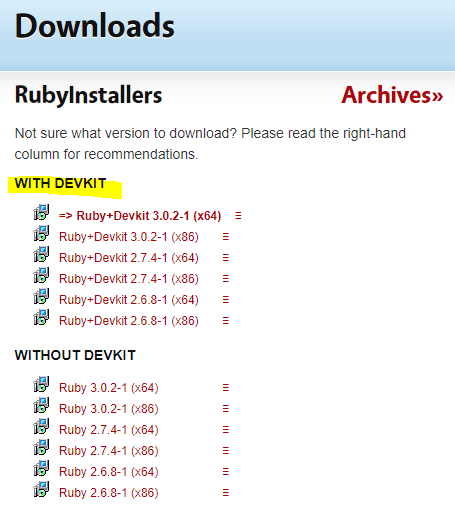 Downloads
RubyInstallers Archives»
Not sure what version to download? Please read the right-hand
column for recommendations.
WITH DEVKIT
=> Ruby+Devkit 3.0.2-1 (x64) ≡
Ruby+Devkit 3.0.2-1 (x86) ≡
Ruby+Devkit 2.7.4-1 (x64) ≡
Ruby+Devkit 2.7.4-1 (x86) ≡
Ruby+Devkit 2.6.8-1 (x64) ≡
Ruby+Devkit 2.6.8-1 (x86) ≡
WITHOUT DEVKIT
Ruby 3.0.2-1 (x64) ≡
Ruby 3.0.2-1 (x86) ≡
Ruby 2.7.4-1 (x64) ≡
Ruby 2.7.4-1 (x86) ≡
Ruby 2.6.8-1 (x64) ≡
Ruby 2.6.8-1 (x86) ≡